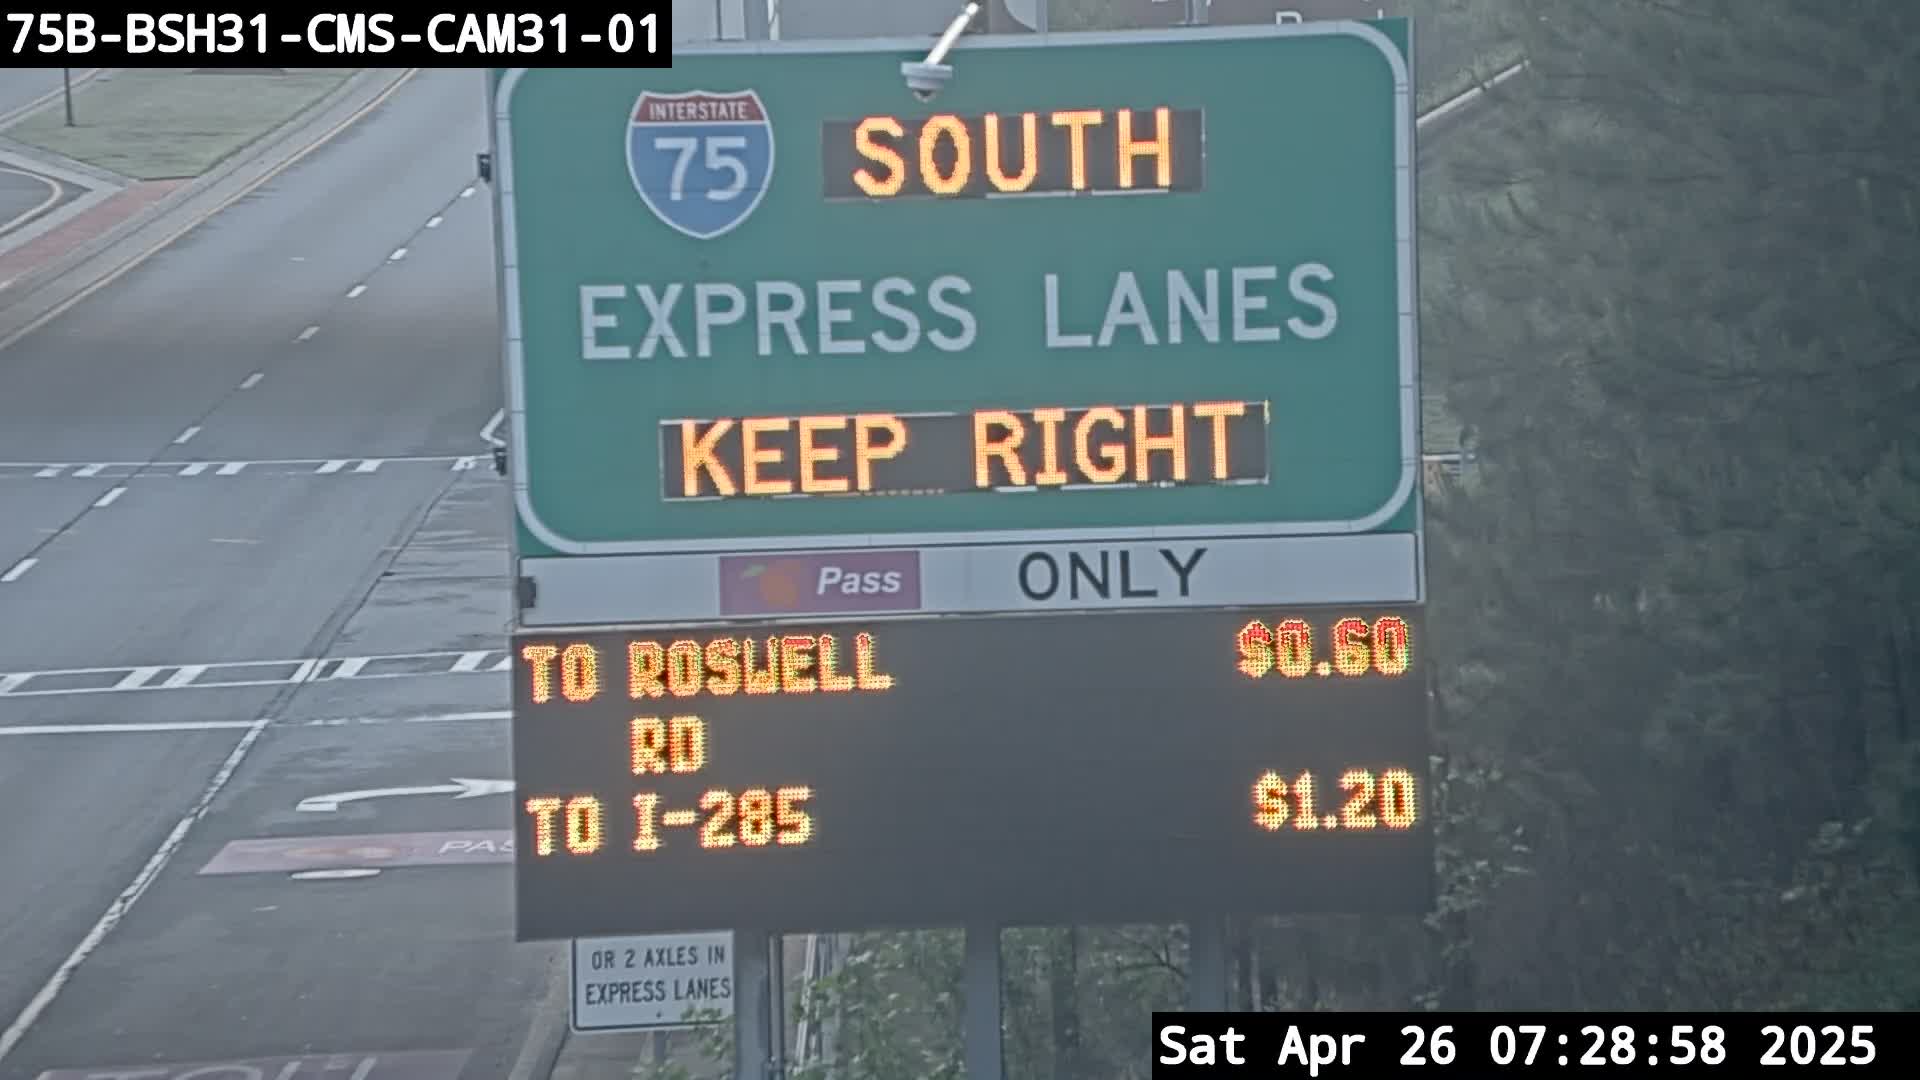 75B-BSH31-CMS-CAM31-01
INTERSTATE
75
SOUTH
EXPRESS LANES
KEEP RIGHT
Pass ONLY
TO ROSWELL $0.60
RD
TO I-285 $1.20
PAS
OR 2 AXLES IN
EXPRESS LANES
Sat Apr 26 07:28:58 2025